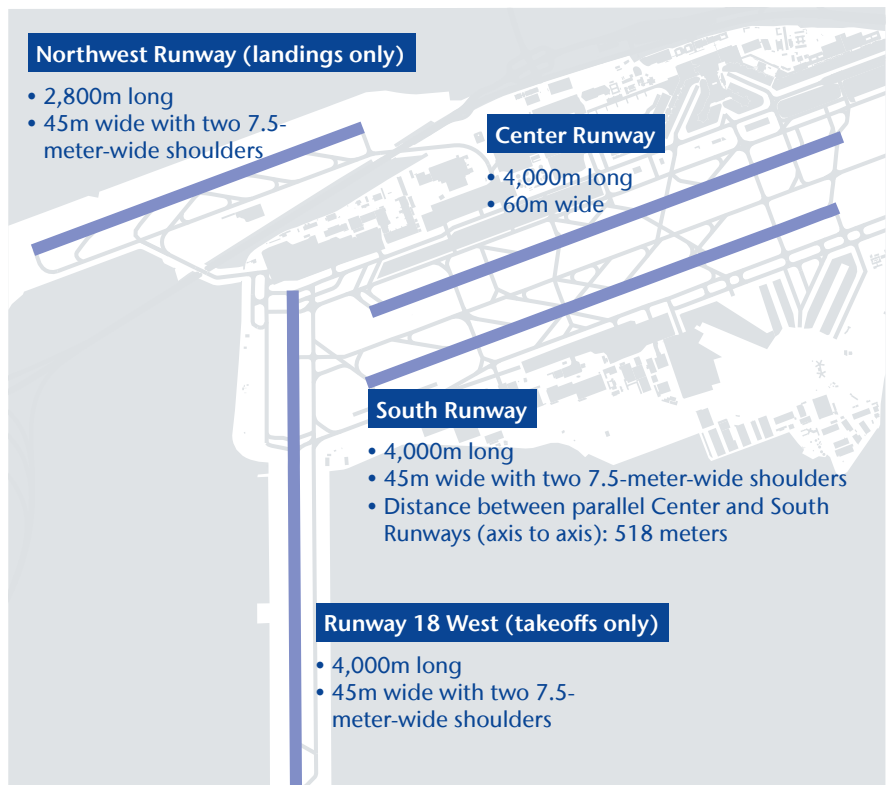 Northwest Runway (landings only)
• 2,800m long
• 45m wide with two 7.5-
meter-wide shoulders
Center Runway
• 4,000m long
• 60m wide
South Runway
• 4,000m long
• 45m wide with two 7.5-meter-wide shoulders
• Distance between parallel Center and South
Runways (axis to axis): 518 meters
Runway 18 West (takeoffs only)
• 4,000m long
• 45m wide with two 7.5-
meter-wide shoulders